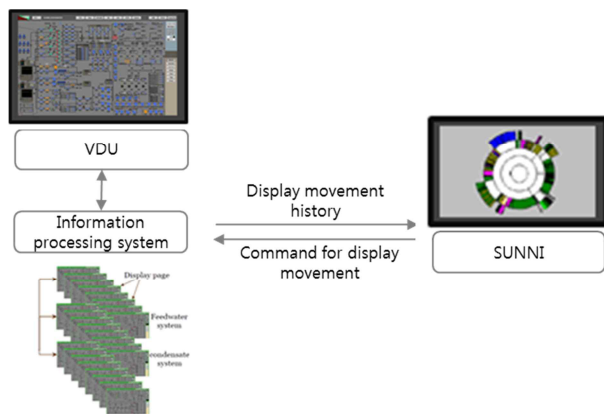 VDU
Information
processing system
Display movement
history
Command for display
movement
SUNNI
Display page
Feedwater
system
condensate
system